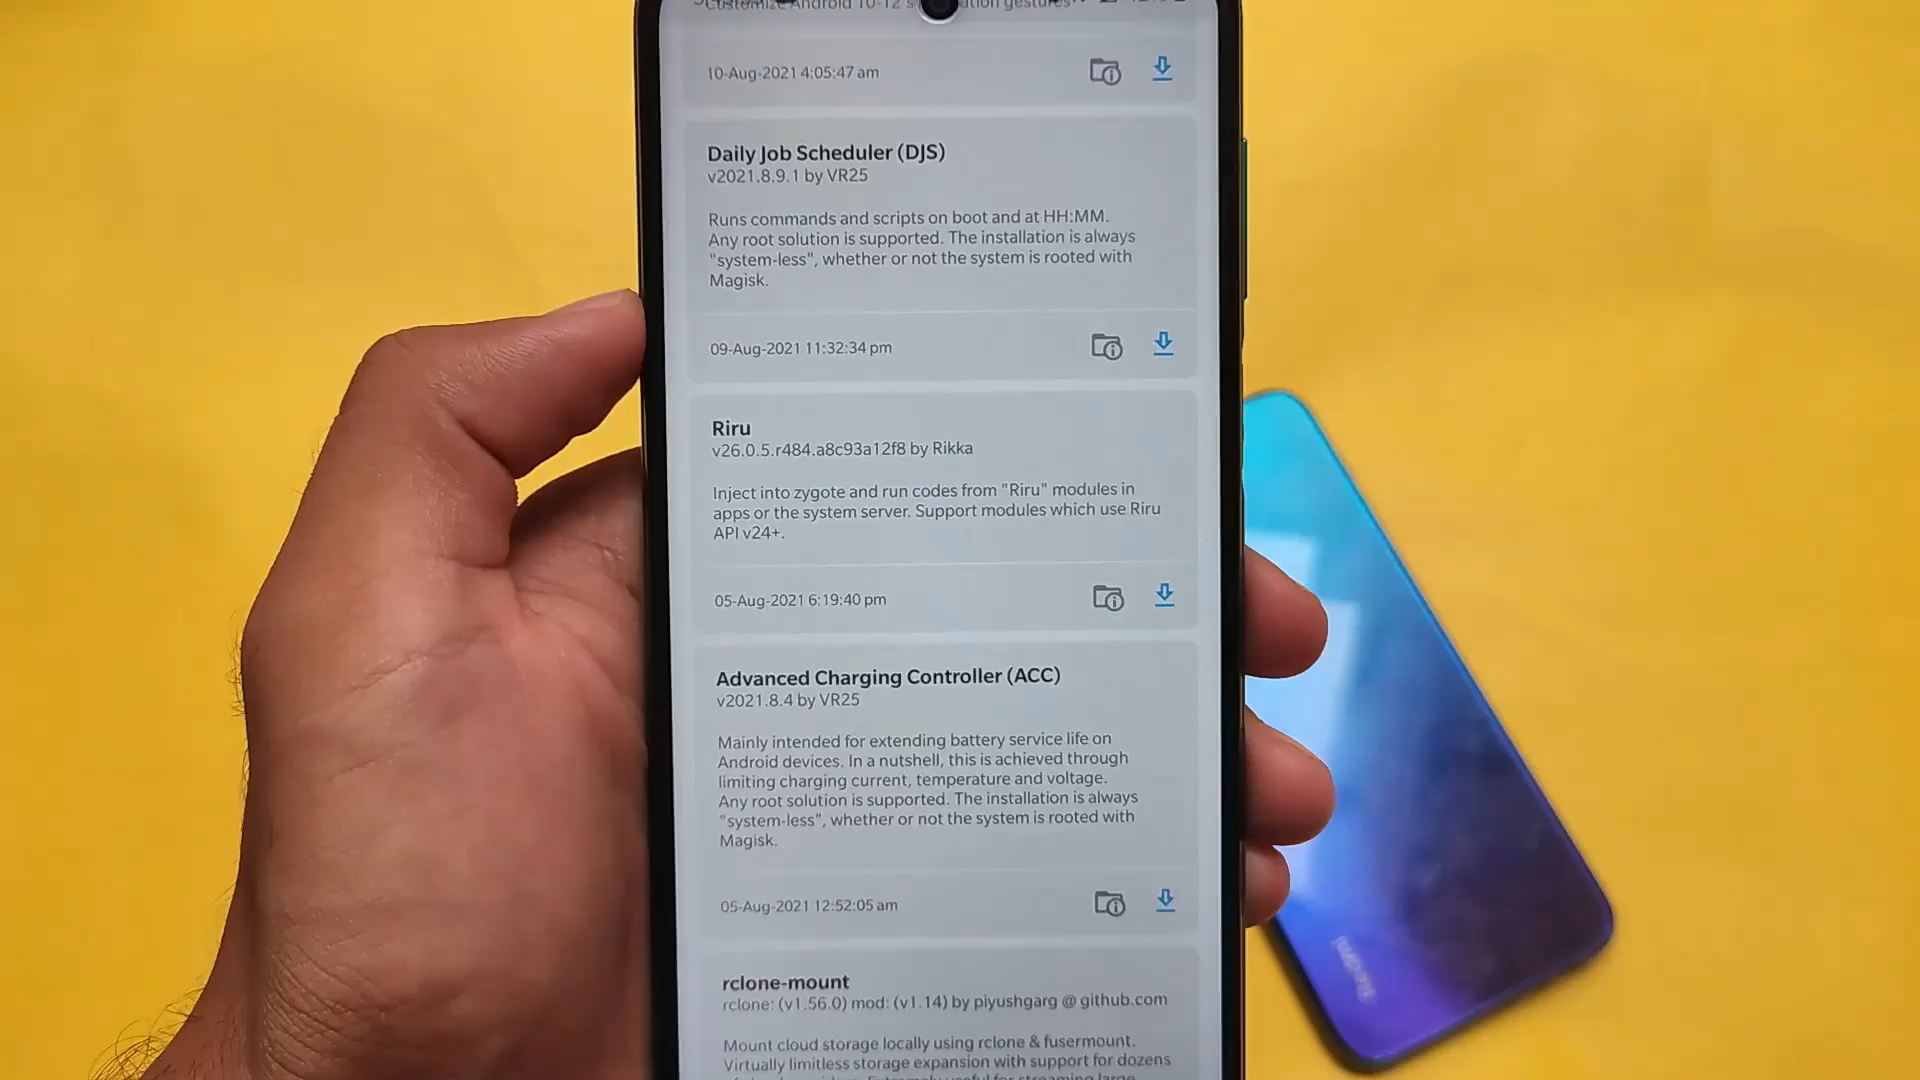 Customize Android 10-12 gestures
10-Aug-2021 4:05:47 am
Daily Job Scheduler (DJS)
v2021.8.9.1 by VR25
Runs commands and scripts on boot and at HH:MM.
Any root solution is supported. The installation is always
"system-less", whether or not the system is rooted with
Magisk.
09-Aug-2021 11:32:34 pm
Riru
v26.0.5.r484.a8c93a12f8 by Rikka
Inject into zygote and run codes from "Riru" modules in
apps or the system server. Support modules which use Riru
API v24+.
05-Aug-2021 6:19:40 pm
Advanced Charging Controller (ACC)
v2021.8.4 by VR25
Mainly intended for extending battery service life on
Android devices. In a nutshell, this is achieved through
limiting charging current, temperature and voltage.
Any root solution is supported. The installation is always
"system-less", whether or not the system is rooted with
Magisk.
05-Aug-2021 12:52:05 am
rclone-mount
rclone: (v1.56.0) mod: (v1.14) by piyushgarg @ github.com
Mount cloud storage locally using rclone & fusermount.
Virtually limitless storage expansion with support for dozens
Redmi